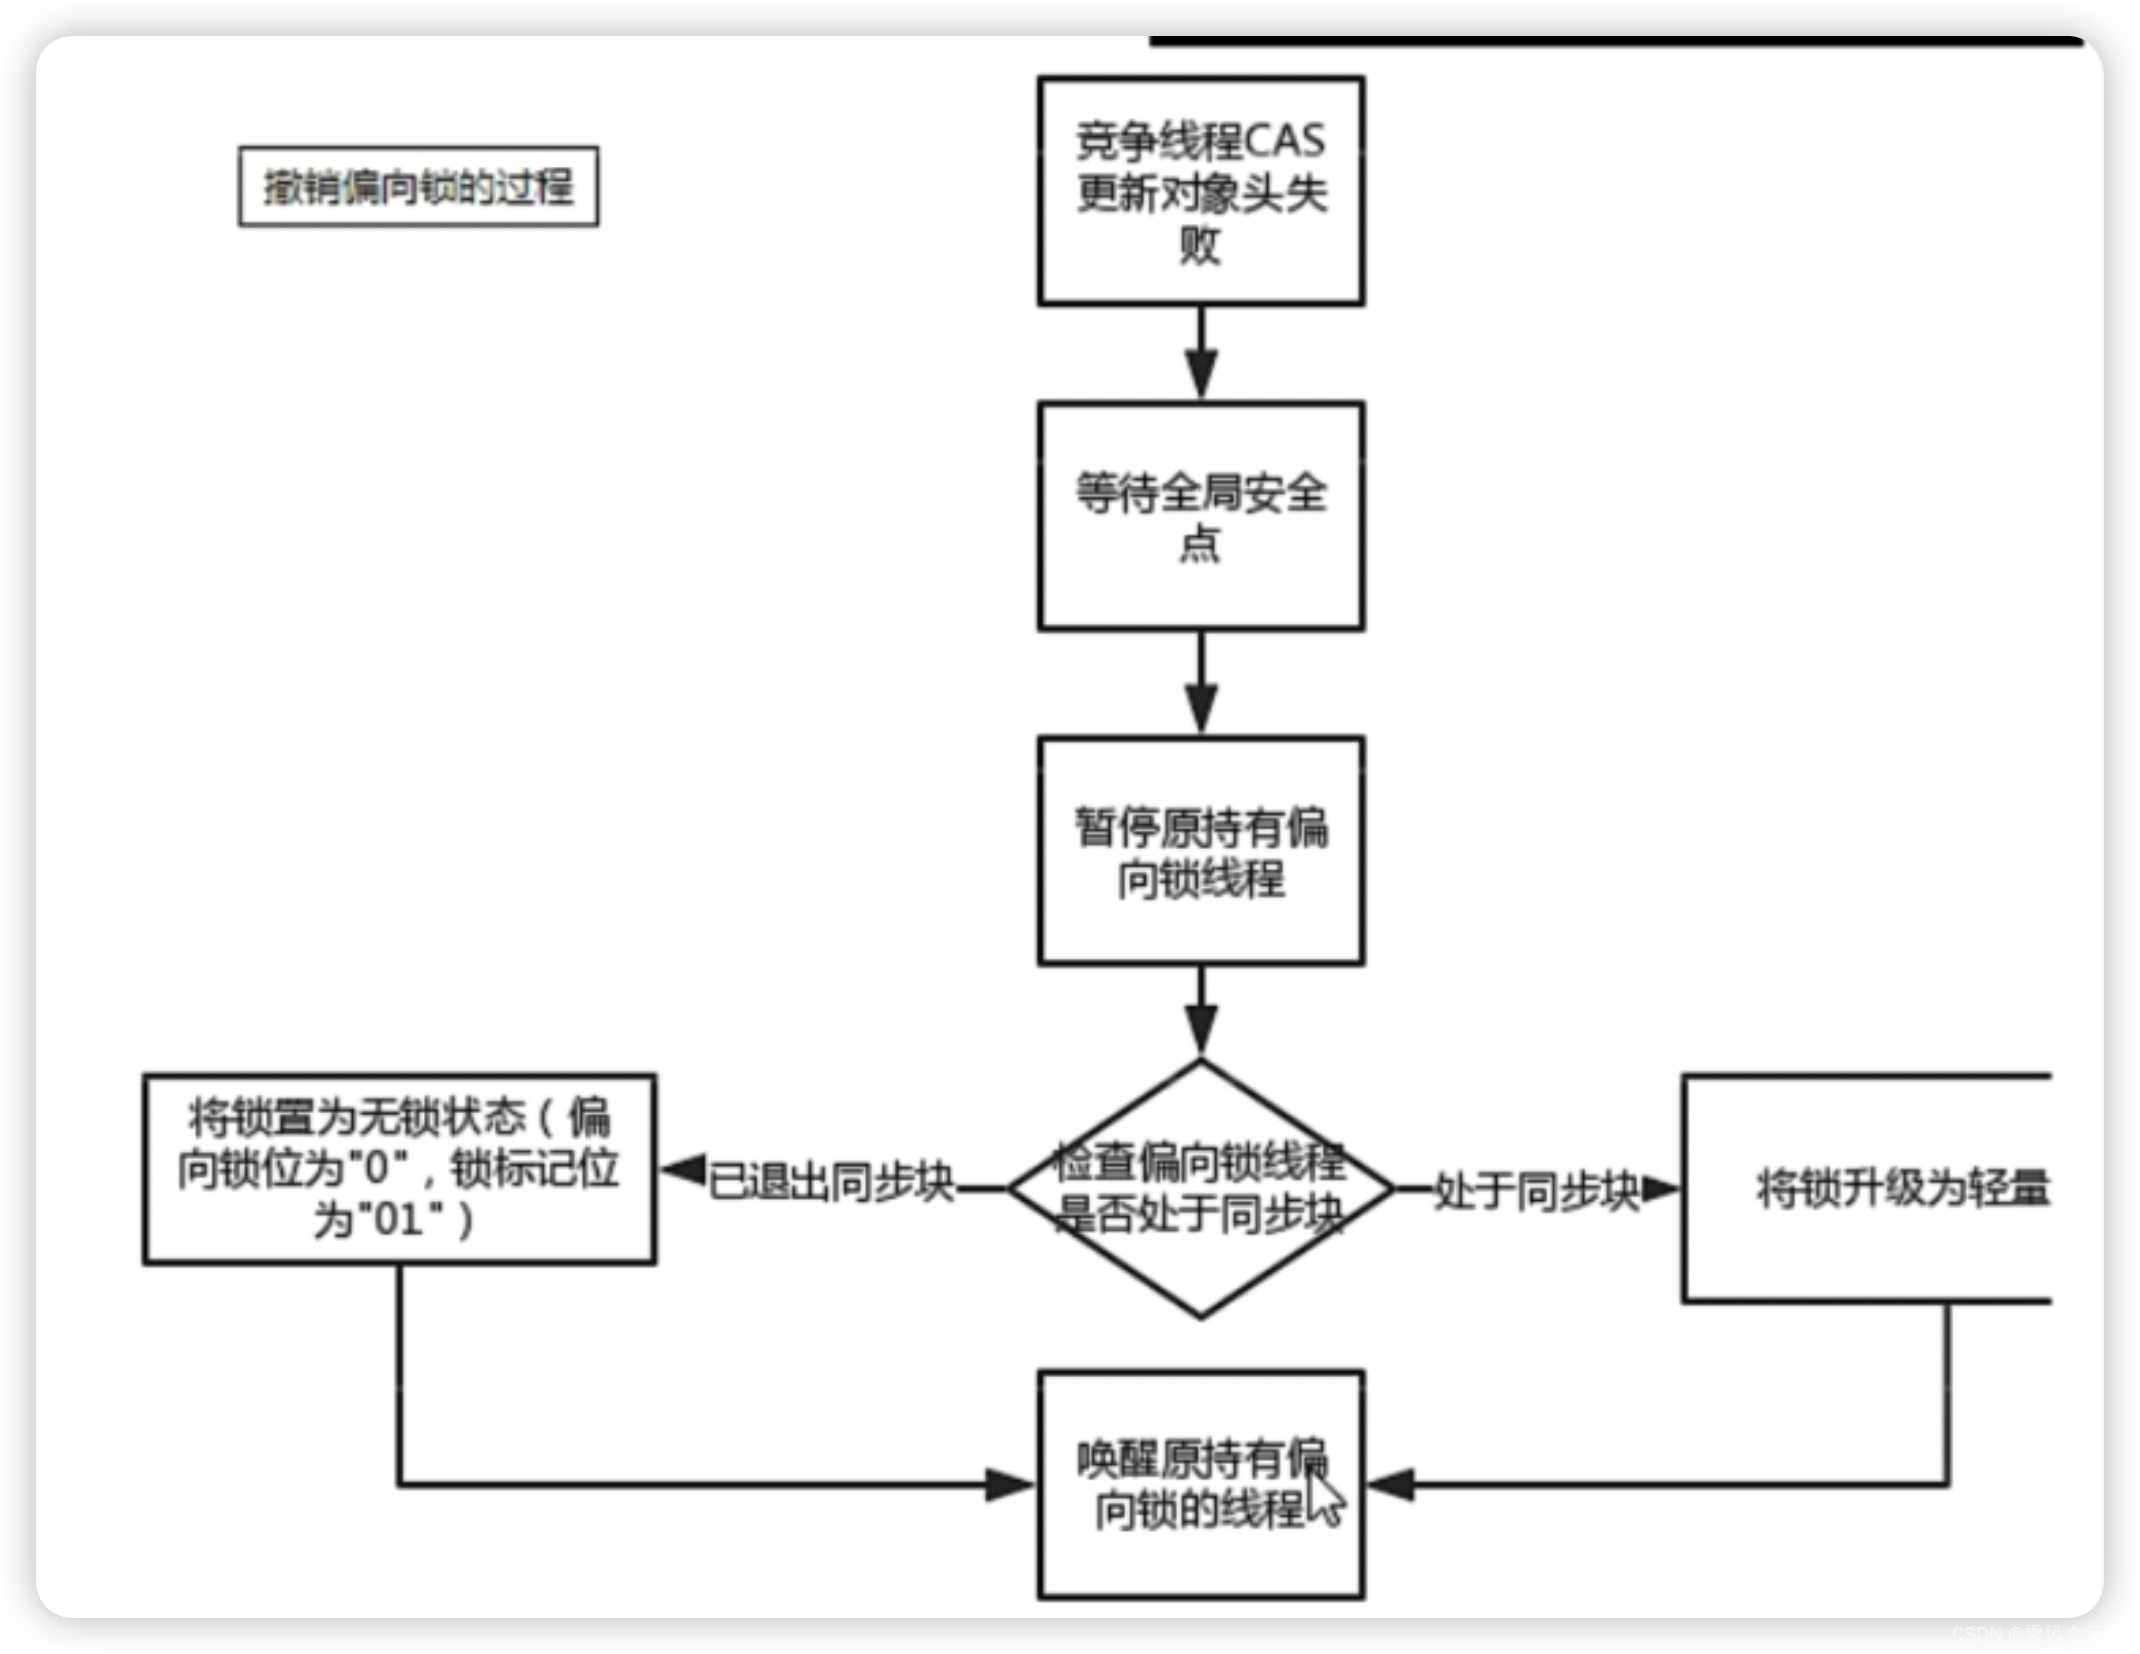 撤销偏向锁的过程
竞争线程CAS
更新对象头失
败
等待全局安全
点
暂停原持有偏
向锁线程
检查偏向锁线程
是否处于同步块
已退出同步块
处于同步块
将锁置为无锁状态（偏
向锁位为"0"，锁标记位
为"01"）
将锁升级为轻量
唤醒原持有偏
向锁的线程
CSDN @乘风